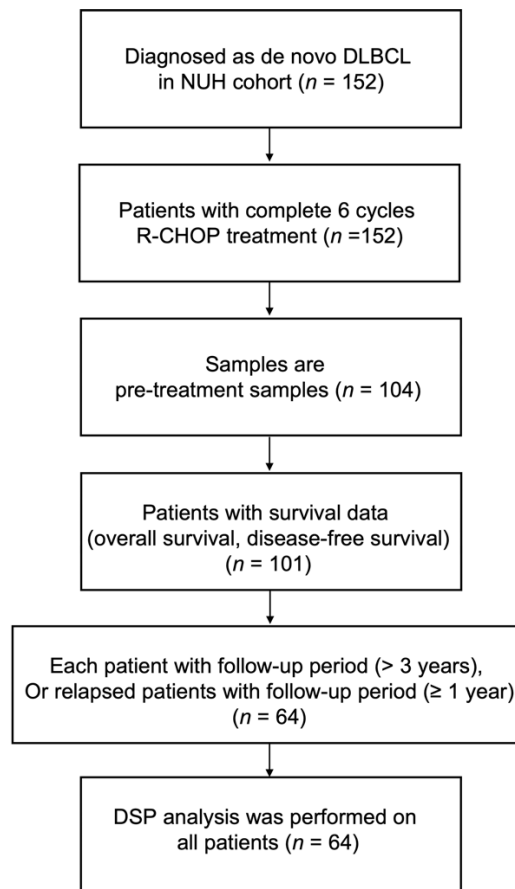 Diagnosed as de novo DLBCL
in NUH cohort (n = 152)
Patients with complete 6 cycles
R-CHOP treatment (n =152)
Samples are
pre-treatment samples (n = 104)
Patients with survival data
(overall survival, disease-free survival)
(n = 101)
Each patient with follow-up period (> 3 years),
Or relapsed patients with follow-up period (≥ 1 year)
(n = 64)
DSP analysis was performed on
all patients (n = 64)